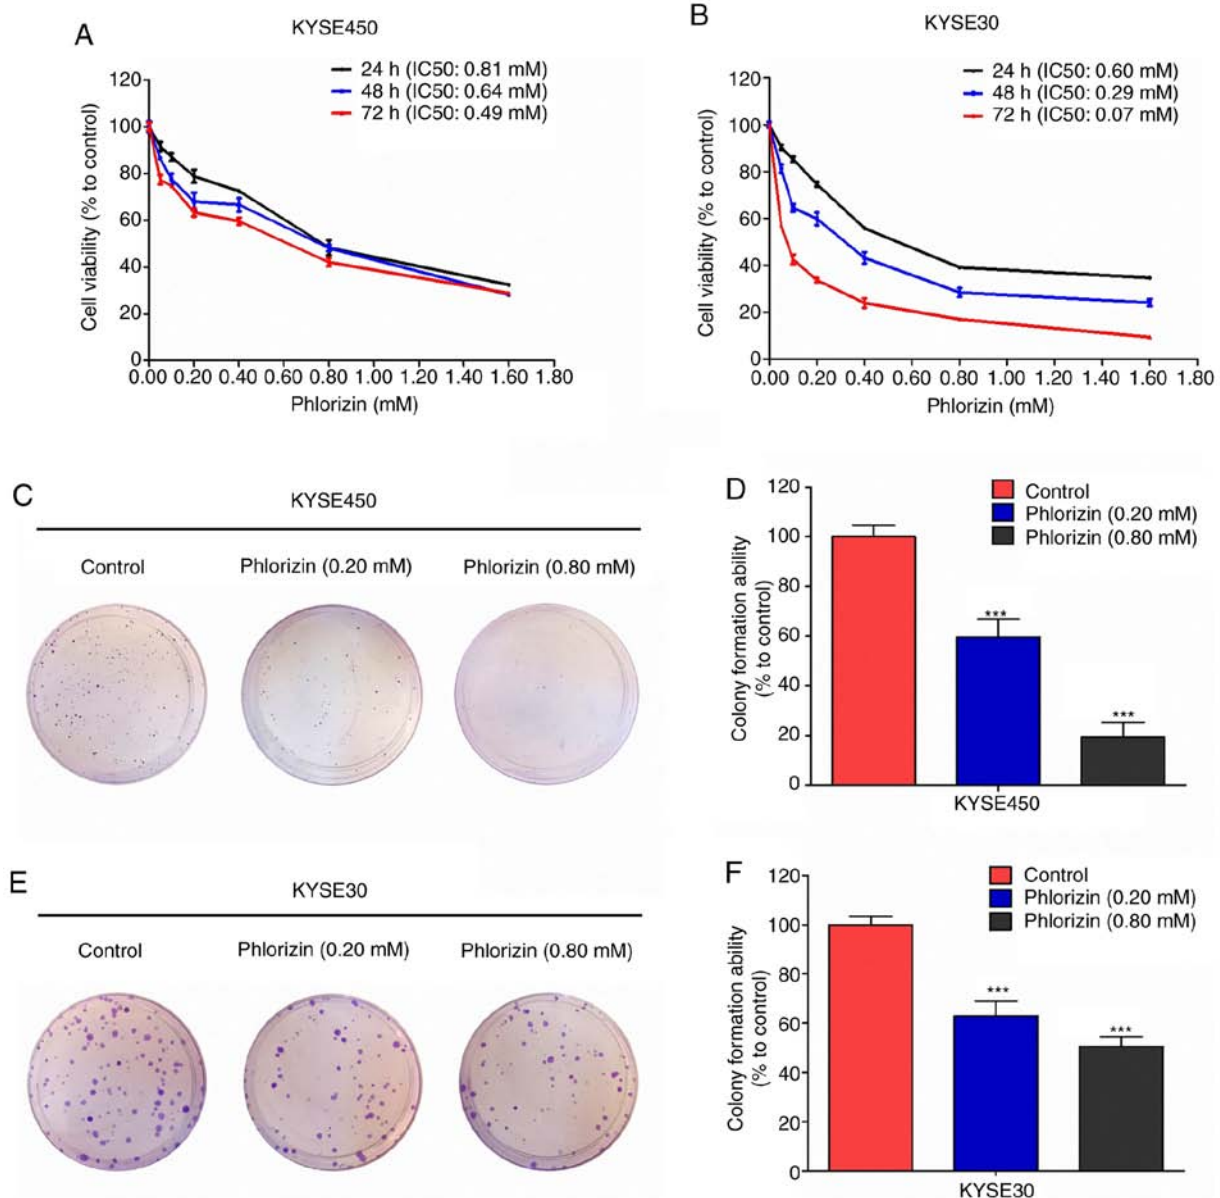 A
KYSE450
24 h (IC50: 0.81 mM)
48 h (IC50: 0.64 mM)
72 h (IC50: 0.49 mM)
Cell viability (% to control)
120
100
80
60
40
20
0
0.00 0.20 0.40 0.60 0.80 1.00 1.20 1.40 1.60 1.80
Phlorizin (mM)
B
KYSE30
24 h (IC50: 0.60 mM)
48 h (IC50: 0.29 mM)
72 h (IC50: 0.07 mM)
Cell viability (% to control)
120
100
80
60
40
20
0
0.00 0.20 0.40 0.60 0.80 1.00 1.20 1.40 1.60 1.80
Phlorizin (mM)
C
KYSE450
Control Phlorizin (0.20 mM) Phlorizin (0.80 mM)
D
Control
Phlorizin (0.20 mM)
Phlorizin (0.80 mM)
Colony formation ability
(% to control)
120
100
80
60
40
20
0
***
***
KYSE450
E
KYSE30
Control Phlorizin (0.20 mM) Phlorizin (0.80 mM)
F
Control
Phlorizin (0.20 mM)
Phlorizin (0.80 mM)
Colony formation ability
(% to control)
120
100
80
60
40
20
0
***
***
KYSE30